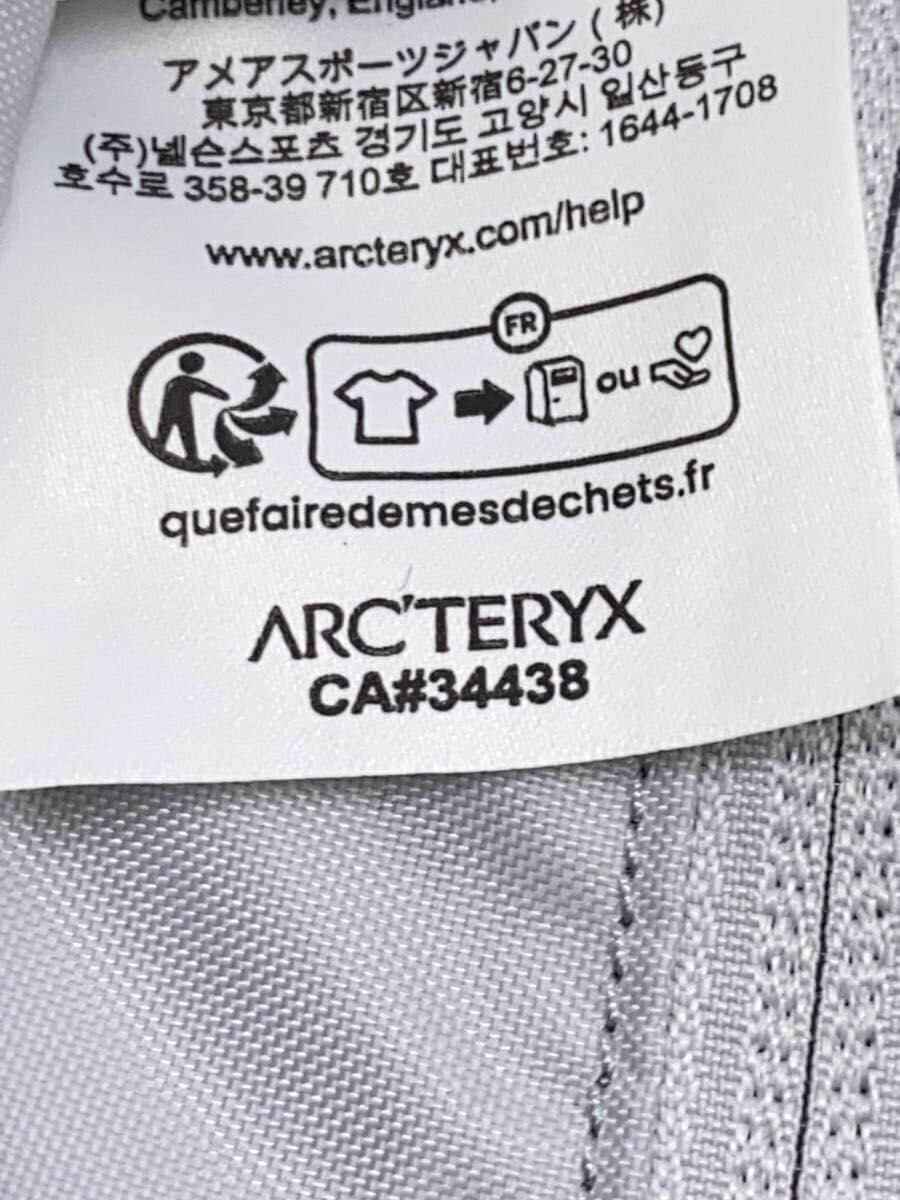 Camberley, England,
アメアスポーツジャパン(株)
東京都新宿区新宿6-27-30
(주)넬슨스포츠 경기도 고양시 일산동구
호수로 358-39 710호 대표번호: 1644-1708
www.arcteryx.com/help
FR
ou
quefairedemesdechets.fr
ARC'TERYX
CA#34438